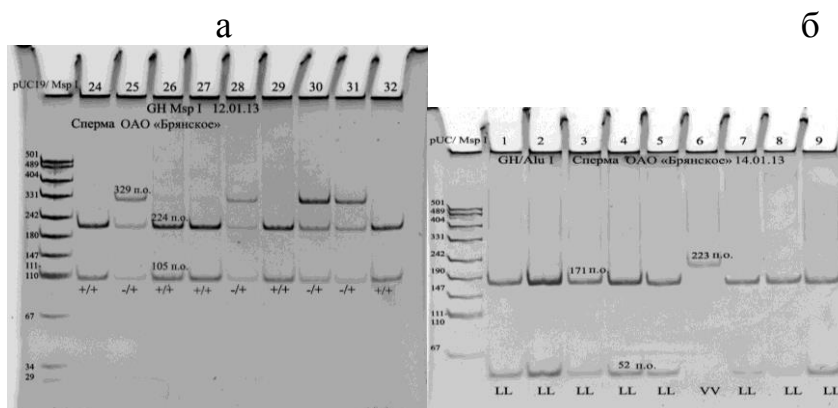 а
pUC19/ Msp I 24 25 26 27 28 29 30 31 32
GH Msp I 12.01.13
Сперма ОАО «Брянское»
501
489
404
331
242
180
147
111
110
67
34
29
329 п.о.
224 п.о.
105 п.о.
+/+ -/+ +/+ +/+ -/+ +/+ -/+ -/+ +/+
б
pUC/ Msp I 1 2 3 4 5 6 7 8 9
GH/Alu I Сперма ОАО «Брянское» 14.01.13
501
489
404
331
242
190
147
111
110
67
223 п.о.
171 п.о.
52 п.о.
LL LL LL LL LL VV LL LL LL